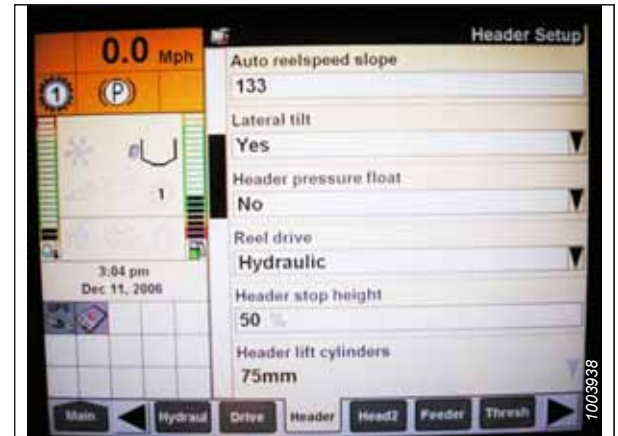 0.0 Mph
Header Setup
Auto reelspeed slope
133
1
(P)
Lateral tilt
Yes
Header pressure float
1
No
Reel drive
Hydraulic
3:04 pm
Dec 11, 2006
Header stop height
50 %
Header lift cylinders
75mm
Main
Hydraul
Drive
Header
Head2
Feeder
Thresh
1003938